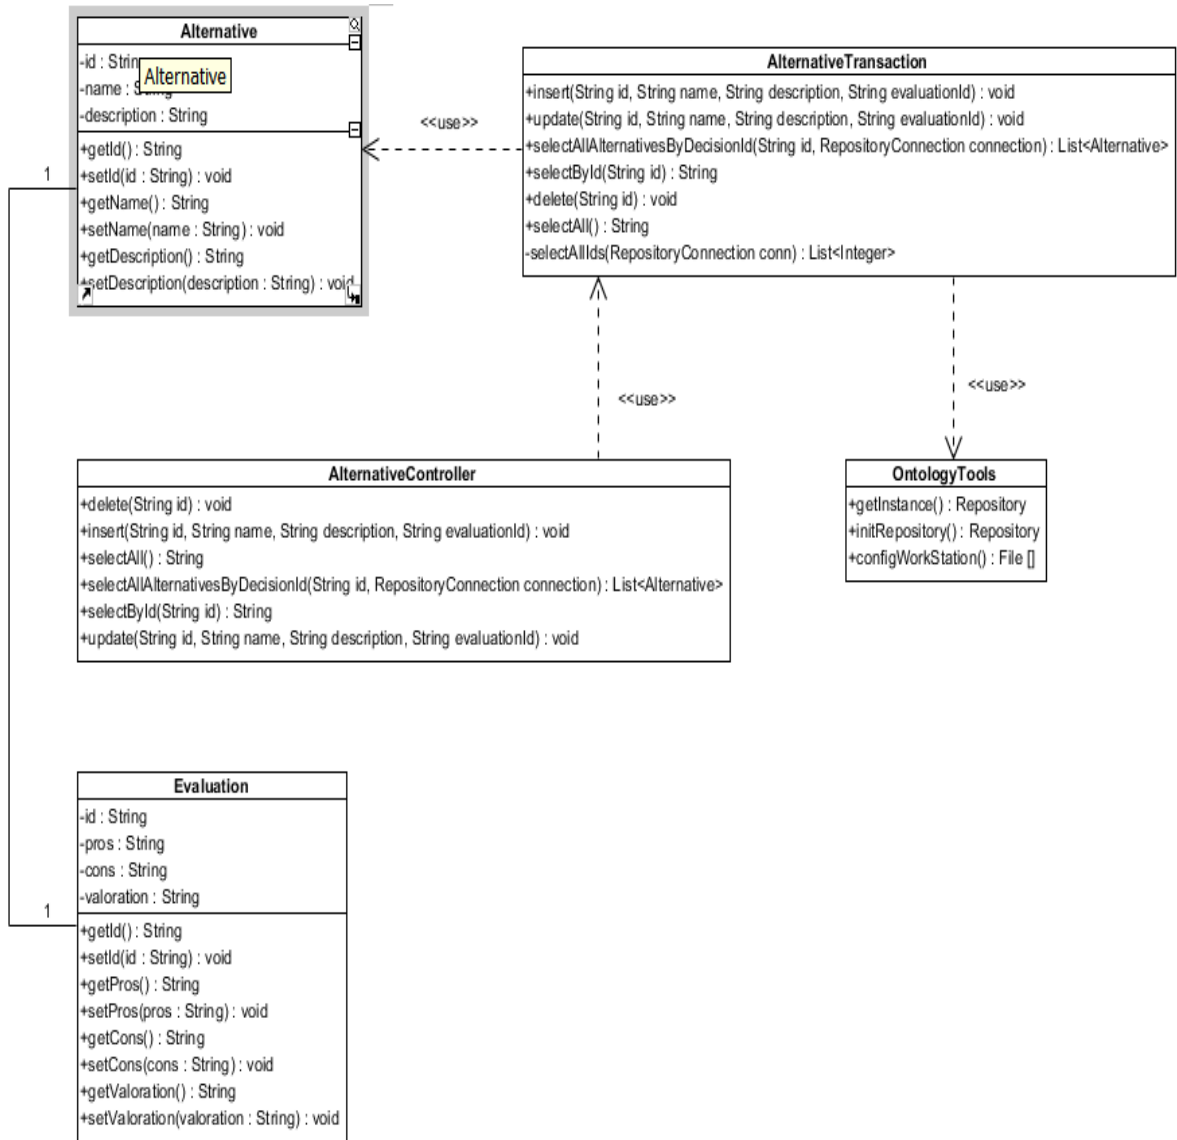 Alternative
-id : Strin
Alternative
-name : S
-description : String
+getId() : String
+setId(id : String) : void
+getName() : String
+setName(name : String) : void
+getDescription() : String
+setDescription(description : String) : void
1
<<use>>
AlternativeTransaction
+insert(String id, String name, String description, String evaluationId) : void
+update(String id, String name, String description, String evaluationId) : void
+selectAllAlternativesByDecisionId(String id, RepositoryConnection connection) : List<Alternative>
+selectById(String id) : String
+delete(String id) : void
+selectAll() : String
-selectAllIds(RepositoryConnection conn) : List<Integer>
<<use>>
<<use>>
AlternativeController
+delete(String id) : void
+insert(String id, String name, String description, String evaluationId) : void
+selectAll() : String
+selectAllAlternativesByDecisionId(String id, RepositoryConnection connection) : List<Alternative>
+selectById(String id) : String
+update(String id, String name, String description, String evaluationId) : void
OntologyTools
+getInstance() : Repository
+initRepository() : Repository
+configWorkStation() : File []
Evaluation
-id : String
-pros : String
-cons : String
-valoration : String
1
+getId() : String
+setId(id : String) : void
+getPros() : String
+setPros(pros : String) : void
+getCons() : String
+setCons(cons : String) : void
+getValoration() : String
+setValoration(valoration : String) : void